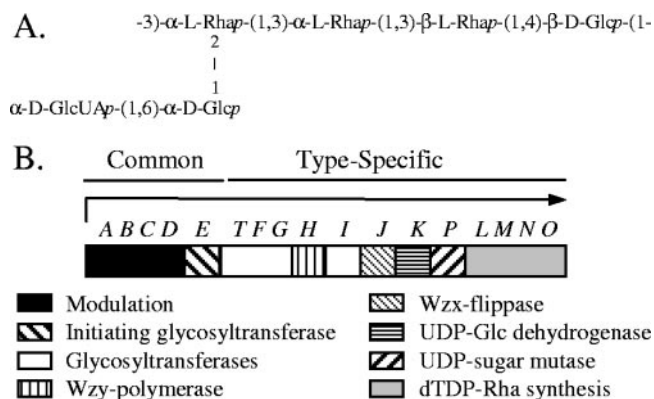 A.
-3)-α-L-Rhap-(1,3)-α-L-Rhap-(1,3)-β-L-Rhap-(1,4)-β-D-Glcp-(1-
2
|
1
α-D-GlcUAp-(1,6)-α-D-Glcp
B.
Common Type-Specific
A B C D E T F G H I J K P L M N O
Modulation Wzx-flippase
Initiating glycosyltransferase UDP-Glc dehydrogenase
Glycosyltransferases UDP-sugar mutase
Wzy-polymerase dTDP-Rha synthesis